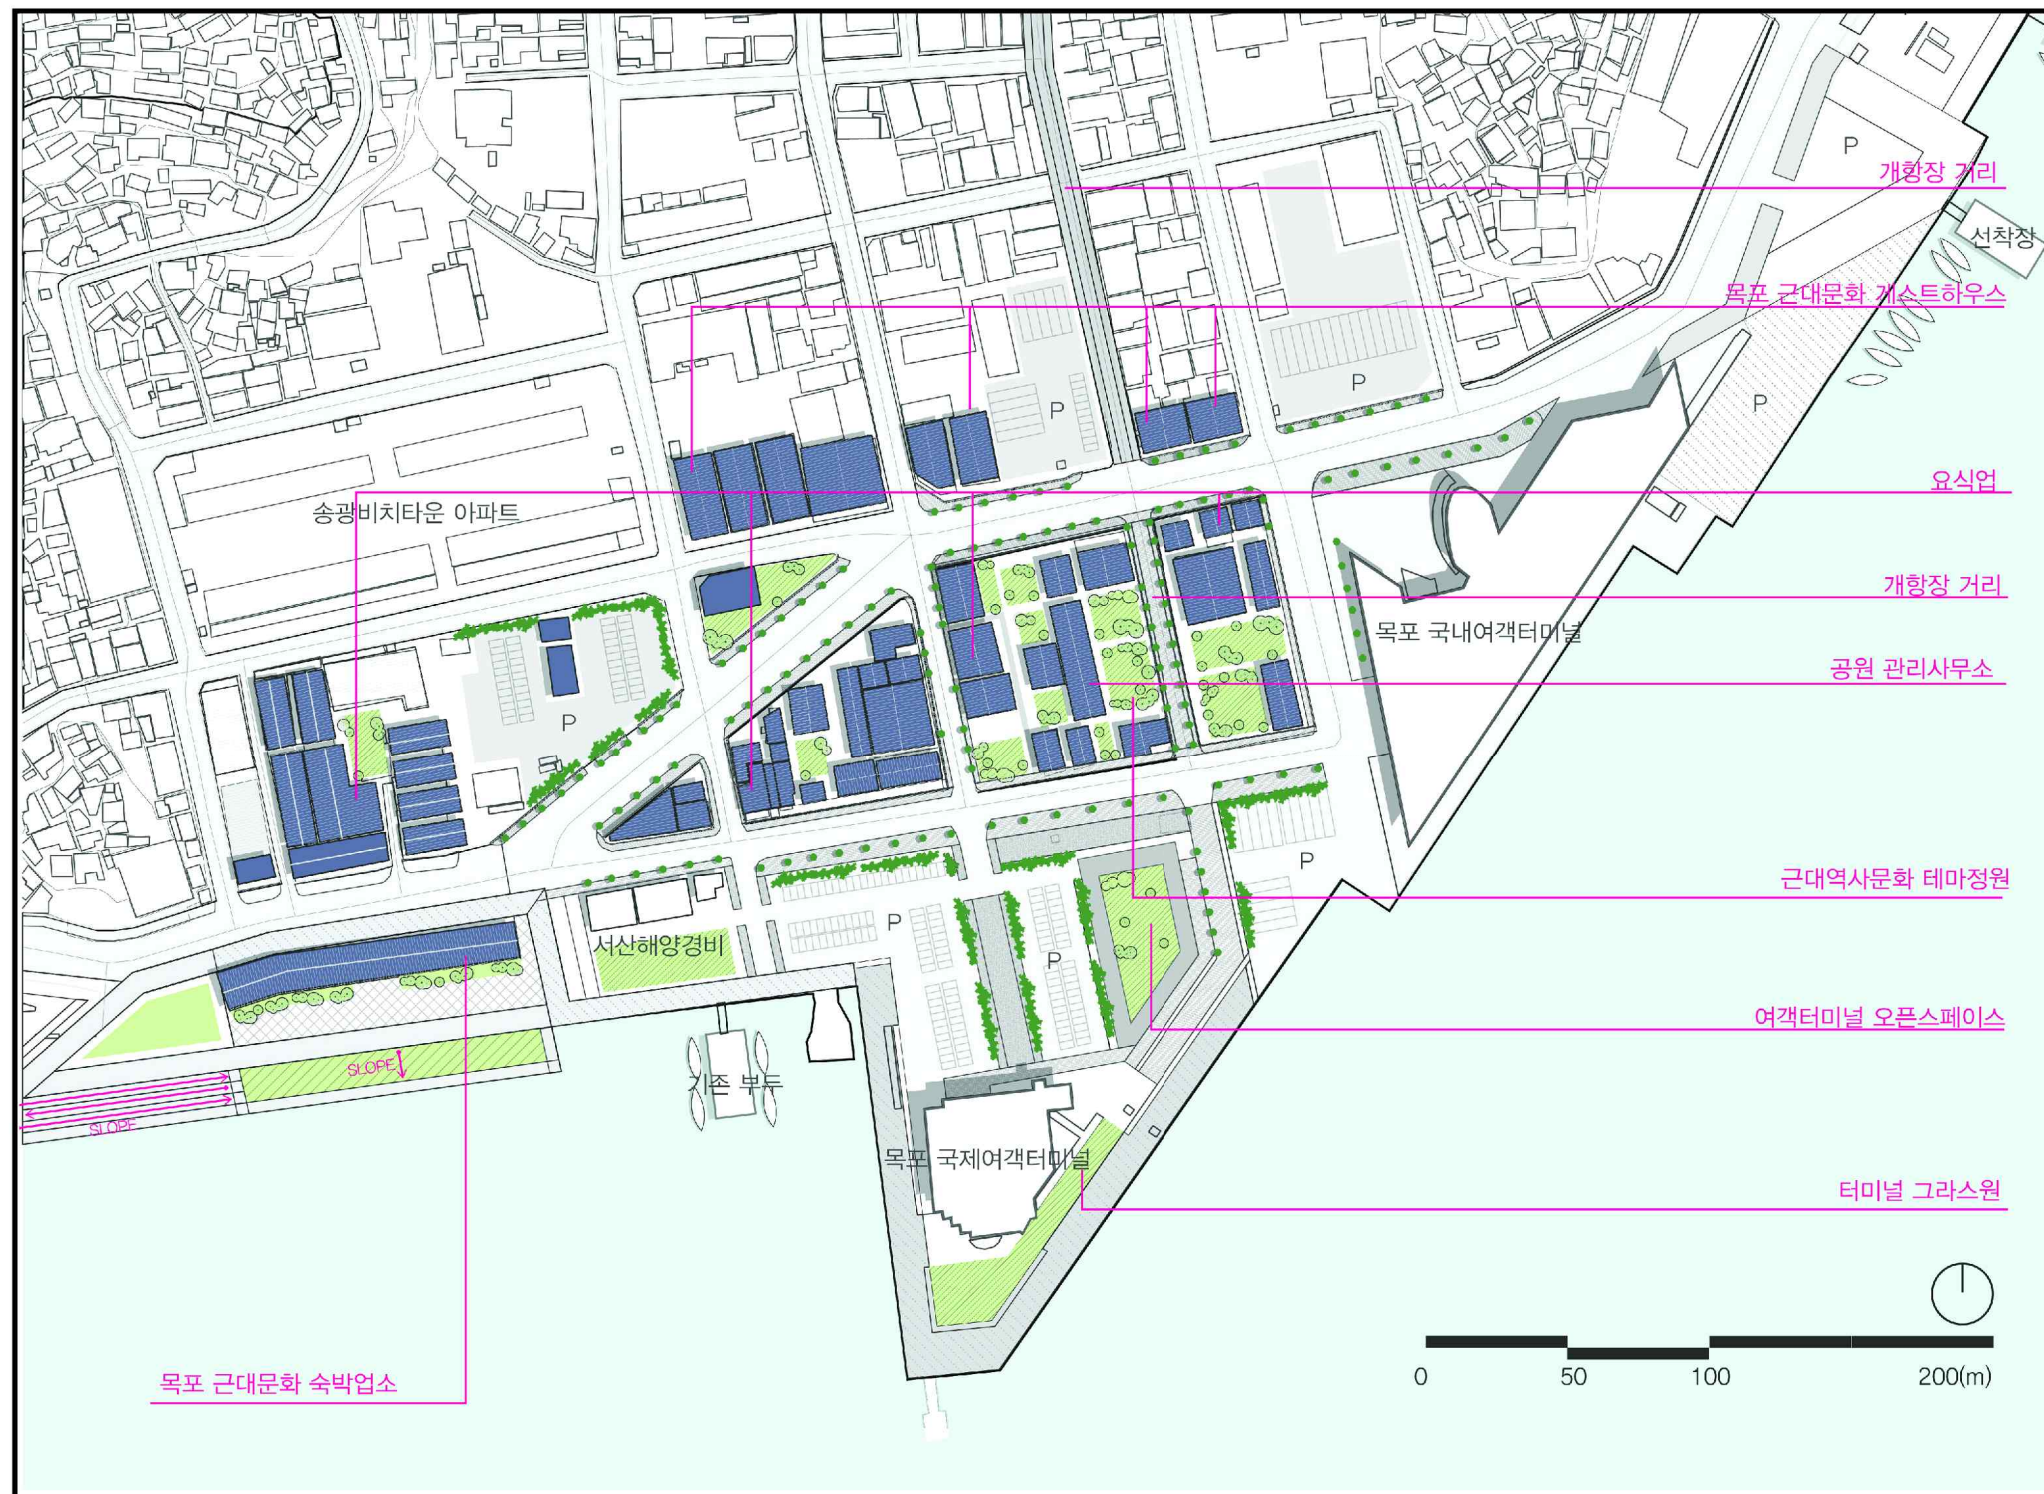 P
개항장 거리
선착장
목포 근대문화 게스트하우스
P
P
P
요식업
송광비치타운 아파트
개항장 거리
목포 국내여객터미널
공원 관리사무소
P
P
근대역사문화 테마정원
P
서산해양경비
P
여객터미널 오픈스페이스
SLOPE
기존 부두
SLOPE
목포 국제여객터미널
터미널 그라스원
목포 근대문화 숙박업소
0 50 100 200(m)